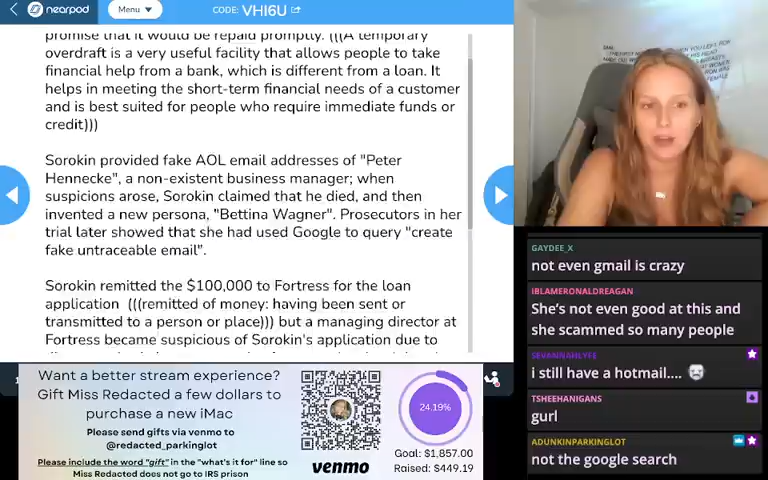 nearpod
Menu
CODE: VHI6U
promise that it would be repaid promptly. (((A temporary
overdraft is a very useful facility that allows people to take
financial help from a bank, which is different from a loan. It
helps in meeting the short-term financial needs of a customer
and is best suited for people who require immediate funds or
credit)))
Sorokin provided fake AOL email addresses of "Peter
Hennecke", a non-existent business manager; when
suspicions arose, Sorokin claimed that he died, and then
invented a new persona, "Bettina Wagner". Prosecutors in her
trial later showed that she had used Google to query "create
fake untraceable email".
Sorokin remitted the $100,000 to Fortress for the loan
application (((remitted of money: having been sent or
transmitted to a person or place))) but a managing director at
Fortress became suspicious of Sorokin's application due to
Want a better stream experience?
Gift Miss Redacted a few dollars to
purchase a new iMac
Please send gifts via venmo to
@redacted_parkinglot
Please include the word "gift" in the "what's it for" line so
Miss Redacted does not go to IRS prison
venmo
24.19%
Goal: $1,857.00
Raised: $449.19
GAYDEE_X
not even gmail is crazy
IBLAMERONALDREAGAN
She's not even good at this and
she scammed so many people
SEVANNAHLYFE
i still have a hotmail....
TSHEEHANIGANS
gurl
ADUNKINPARKINGLOT
not the google search